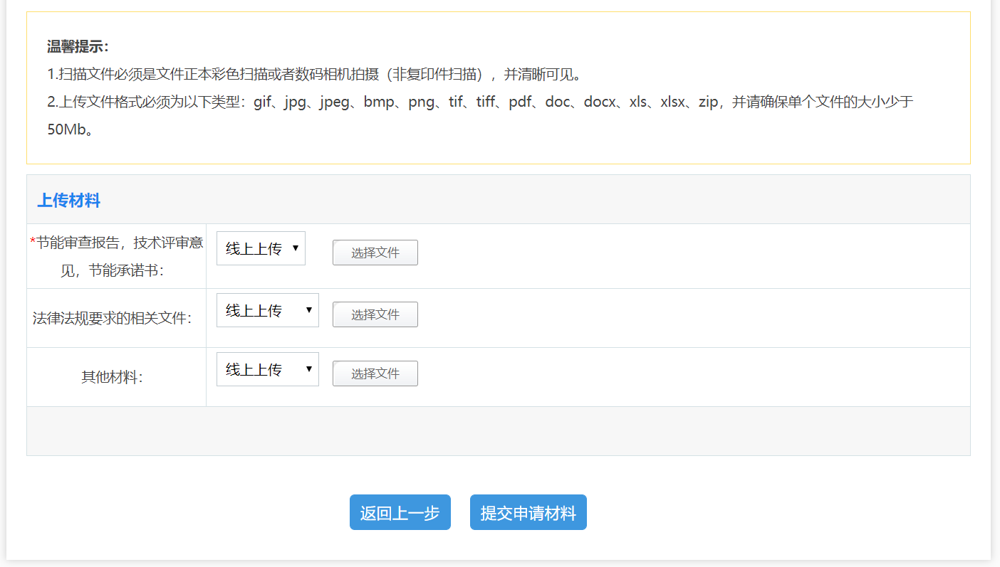 温馨提示：
1.扫描文件必须是文件正本彩色扫描或者数码相机拍摄（非复印件扫描），并清晰可见。
2.上传文件格式必须为以下类型：gif、jpg、jpeg、bmp、png、tif、tiff、pdf、doc、docx、xls、xlsx、zip，并请确保单个文件的大小少于
50Mb。
上传材料
*节能审查报告，技术评审意
见，节能承诺书：
线上上传
选择文件
法律法规要求的相关文件：
线上上传
选择文件
其他材料：
线上上传
选择文件
返回上一步
提交申请材料